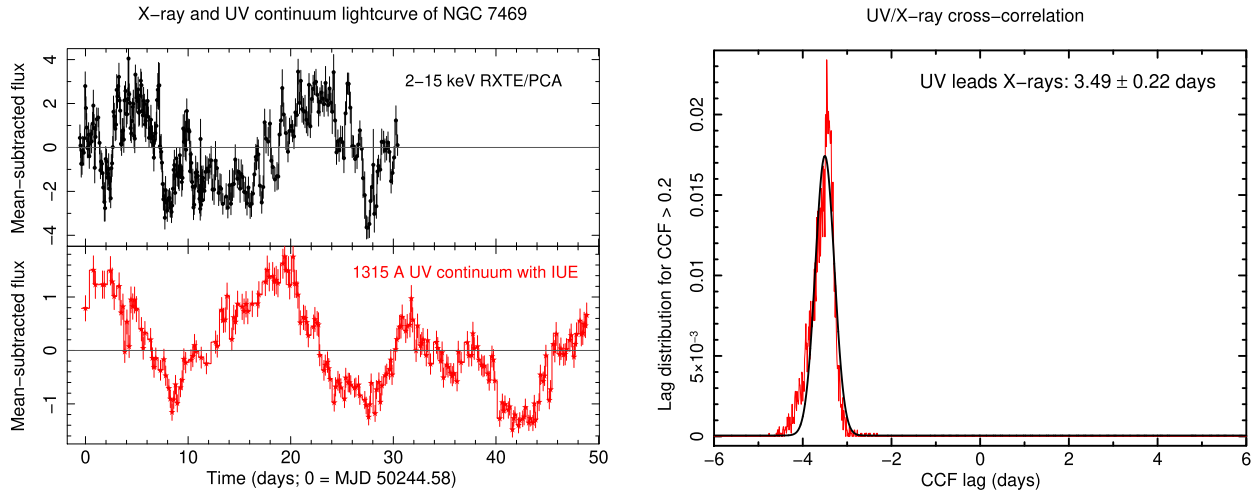 X−ray and UV continuum lightcurve of NGC 7469
Mean−subtracted flux
4
2
0
−2
−4
2−15 keV RXTE/PCA
Mean−subtracted flux
1
0
−1
1315 A UV continuum with IUE
0 10 20 30 40 50
Time (days; 0 = MJD 50244.58)
UV/X−ray cross−correlation
Lag distribution for CCF > 0.2
0.02
0.015
0.01
5×10⁻³
0
UV leads X−rays: 3.49 ± 0.22 days
−6 −4 −2 0 2 4 6
CCF lag (days)